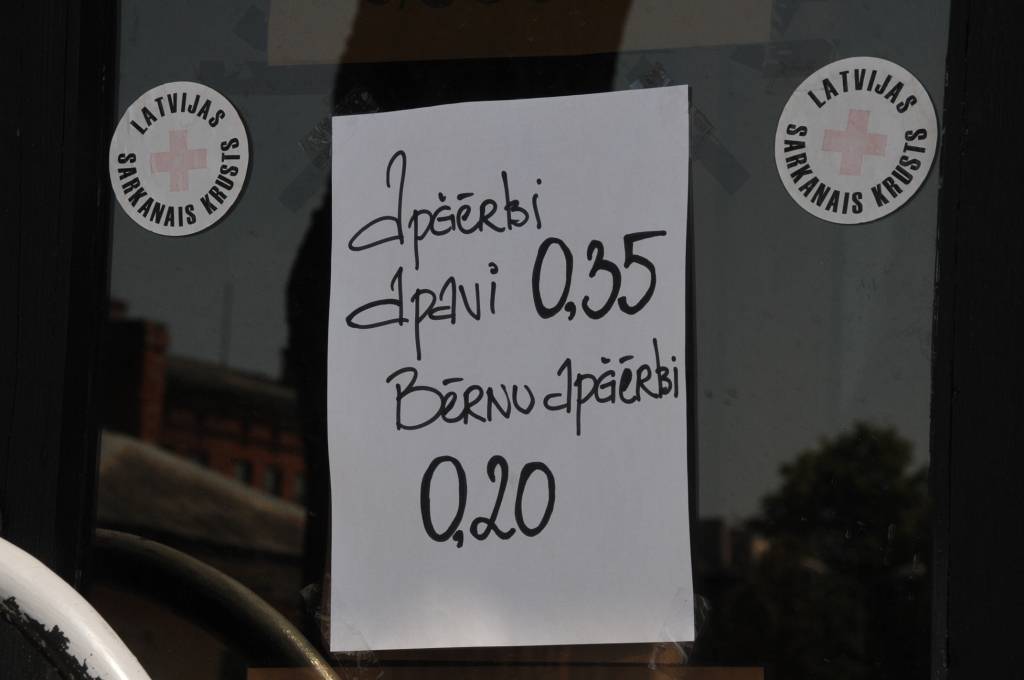 LATVIJAS
SARKANAIS KRUSTS
LATVIJAS
SARKANAIS KRUSTS
Apģērbi
Apavi 0,35
Bērnu apģērbi
0,20